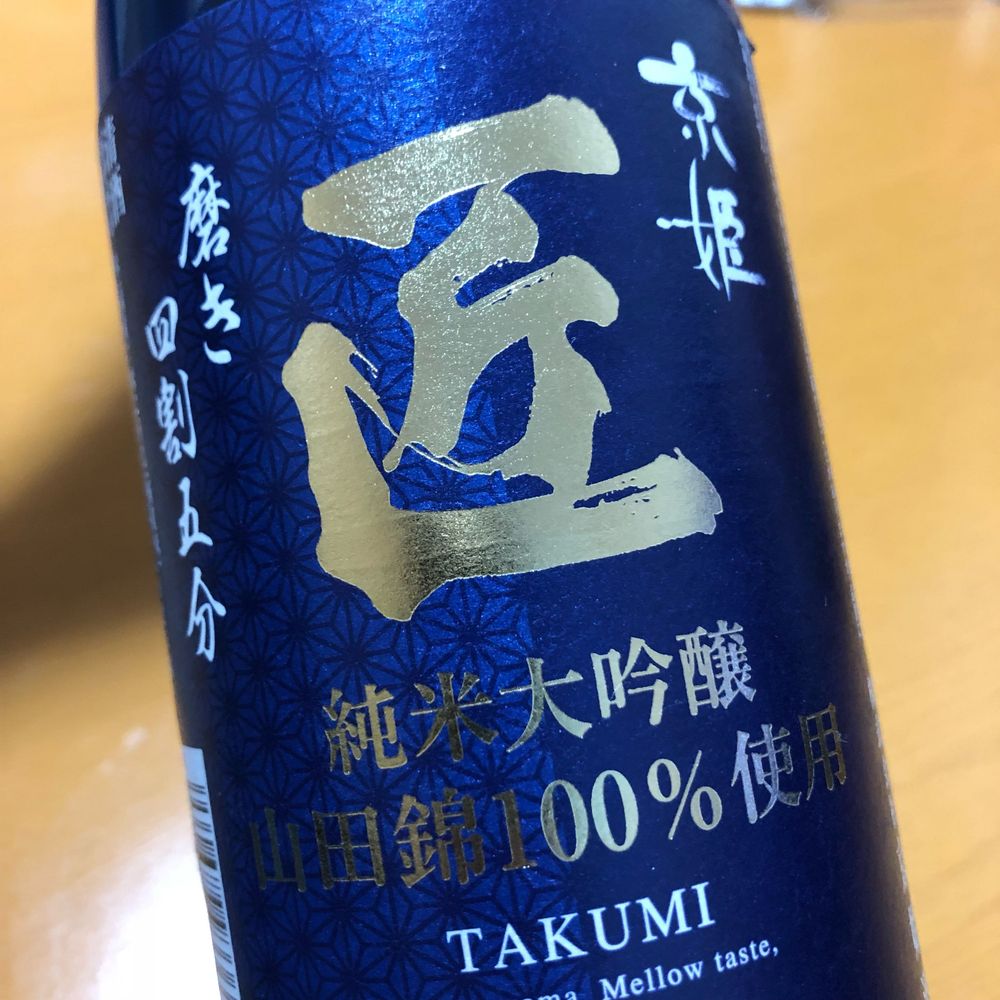 京姫
匠
磨き
四割五分
純米大吟醸
山田錦100%使用
TAKUMI
Mellow taste,